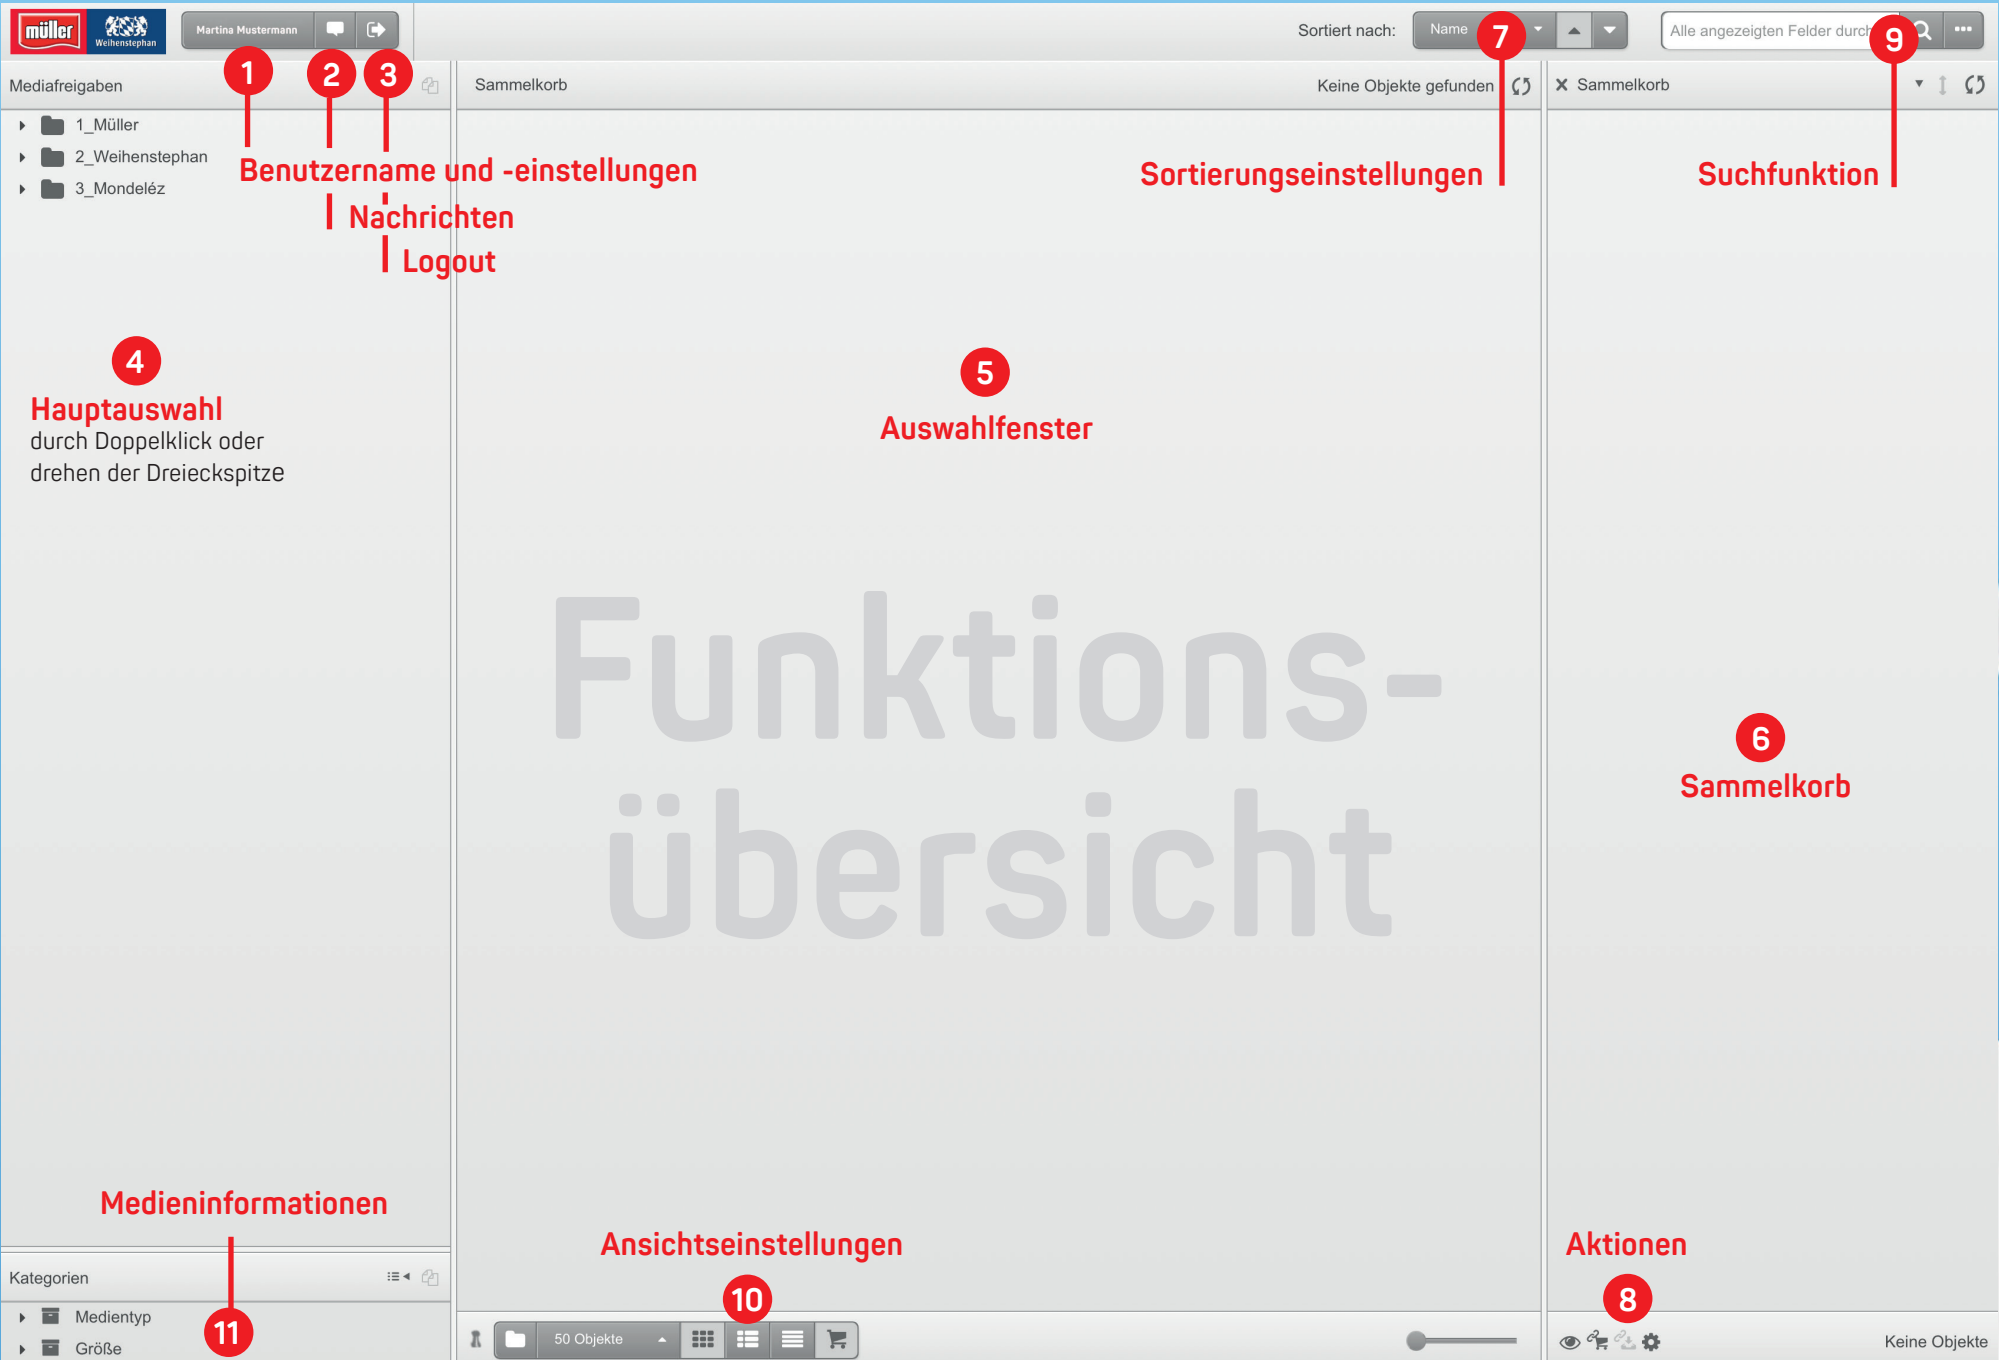 müller
Weihenstephan
Martina Mustermann
Sortiert nach:
Name
Alle angezeigten Felder durch
1
2
3
7
9
Mediafreigaben
Sammelkorb
Keine Objekte gefunden
Sammelkorb
1_Müller
2_Weihenstephan
3_Mondeléz
Benutzername und -einstellungen
Nachrichten
Logout
Sortierungseinstellungen
Suchfunktion
4
Hauptauswahl
durch Doppelklick oder
drehen der Dreieckspitze
5
Auswahlfenster
Funktions-
übersicht
6
Sammelkorb
Medieninformationen
Ansichtseinstellungen
Aktionen
Kategorien
10
8
Medientyp
11
Größe
50 Objekte
Keine Objekte